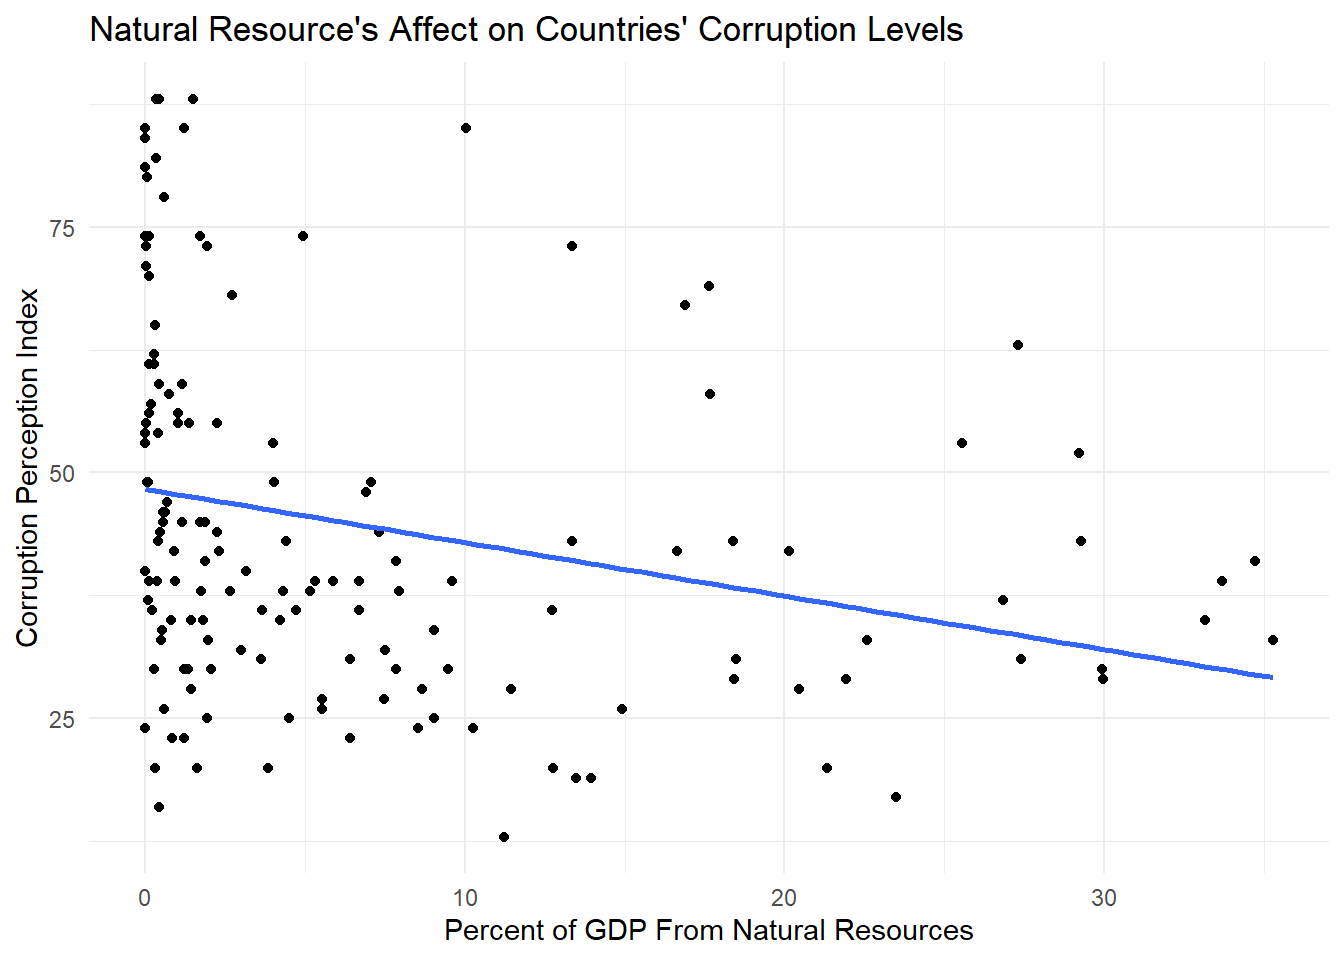 Natural Resource's Affect on Countries' Corruption Levels
75
50
25
Corruption Perception Index
0 10 20 30
Percent of GDP From Natural Resources